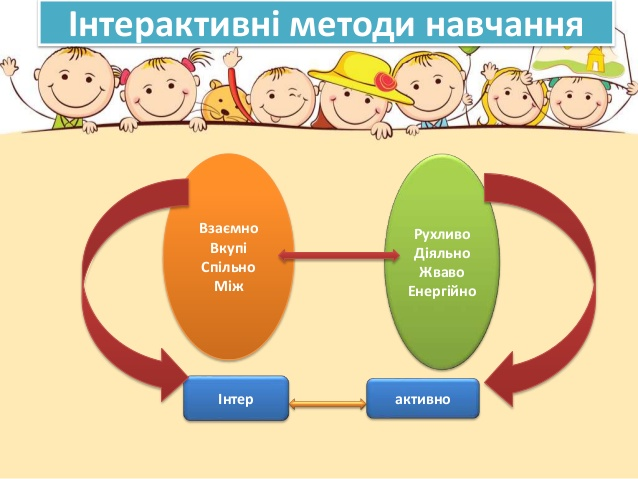 Інтерактивні методи навчання
Взаємно
Вкупі
Спільно
Між
Рухливо
Діяльно
Жваво
Енергійно
Інтер
активно